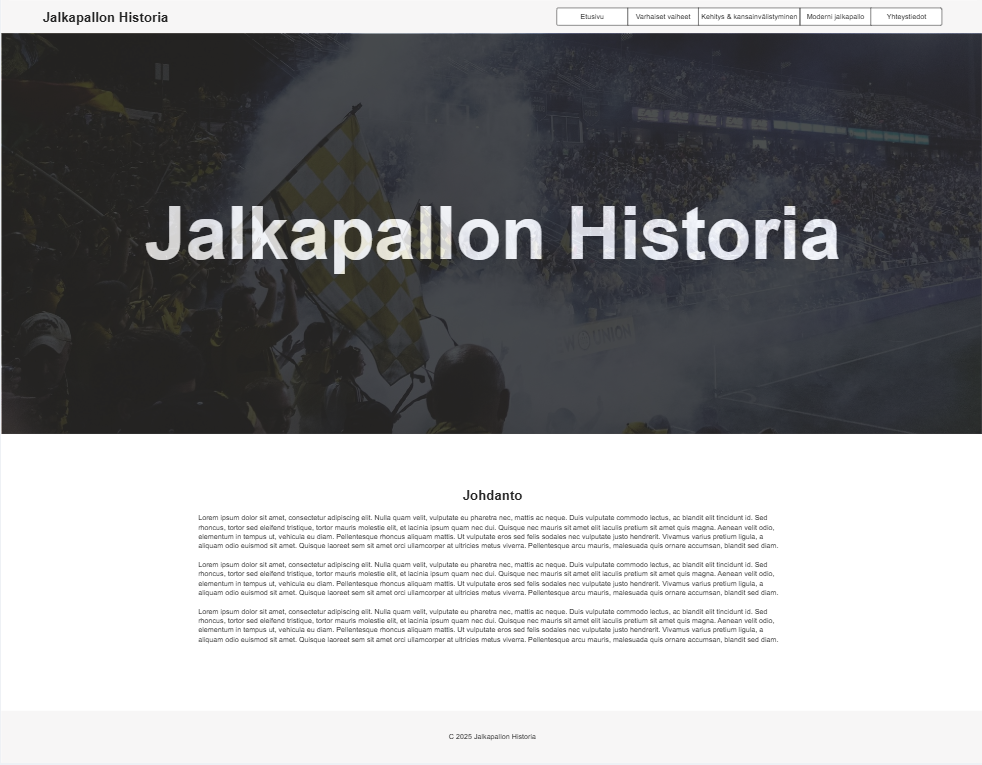 Jalkapallon Historia
Etusivu
Varhaiset vaiheet
Kehitys & kansainvälistyminen
Moderni jalkapallo
Yhteystiedot
Jalkapallon Historia
Johdanto
Lorem ipsum dolor sit amet, consectetur adipiscing elit. Nulla quam velit, vulputate eu pharetra nec, mattis ac neque. Duis vulputate commodo lectus, ac blandit elit tincidunt id. Sed
rhoncus, tortor sed eleifend tristique, tortor mauris molestie elit, et lacinia ipsum quam nec dui. Quisque nec mauris sit amet elit iaculis pretium sit amet quis magna. Aenean velit odio,
elementum in tempus ut, vehicula eu diam. Pellentesque rhoncus aliquam mattis. Ut vulputate eros sed felis sodales nec vulputate justo hendrerit. Vivamus varius pretium ligula, a
aliquam odio euismod sit amet. Quisque laoreet sem sit amet orci ullamcorper at ultricies metus viverra. Pellentesque arcu mauris, malesuada quis ornare accumsan, blandit sed diam.
Lorem ipsum dolor sit amet, consectetur adipiscing elit. Nulla quam velit, vulputate eu pharetra nec, mattis ac neque. Duis vulputate commodo lectus, ac blandit elit tincidunt id. Sed
rhoncus, tortor sed eleifend tristique, tortor mauris molestie elit, et lacinia ipsum quam nec dui. Quisque nec mauris sit amet elit iaculis pretium sit amet quis magna. Aenean velit odio,
elementum in tempus ut, vehicula eu diam. Pellentesque rhoncus aliquam mattis. Ut vulputate eros sed felis sodales nec vulputate justo hendrerit. Vivamus varius pretium ligula, a
aliquam odio euismod sit amet. Quisque laoreet sem sit amet orci ullamcorper at ultricies metus viverra. Pellentesque arcu mauris, malesuada quis ornare accumsan, blandit sed diam.
Lorem ipsum dolor sit amet, consectetur adipiscing elit. Nulla quam velit, vulputate eu pharetra nec, mattis ac neque. Duis vulputate commodo lectus, ac blandit elit tincidunt id. Sed
rhoncus, tortor sed eleifend tristique, tortor mauris molestie elit, et lacinia ipsum quam nec dui. Quisque nec mauris sit amet elit iaculis pretium sit amet quis magna. Aenean velit odio,
elementum in tempus ut, vehicula eu diam. Pellentesque rhoncus aliquam mattis. Ut vulputate eros sed felis sodales nec vulputate justo hendrerit. Vivamus varius pretium ligula, a
aliquam odio euismod sit amet. Quisque laoreet sem sit amet orci ullamcorper at ultricies metus viverra. Pellentesque arcu mauris, malesuada quis ornare accumsan, blandit sed diam.
C 2025 Jalkapallon Historia